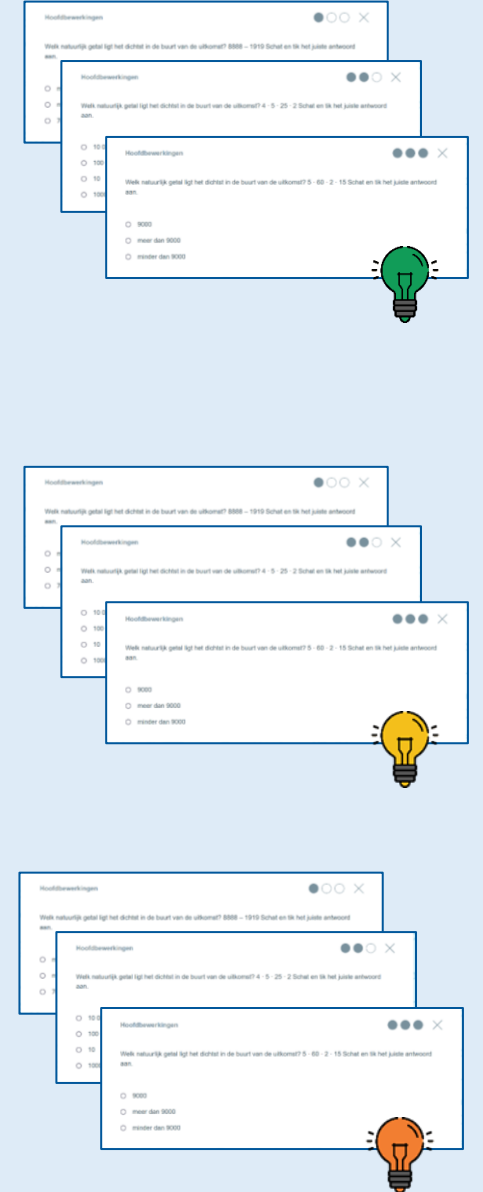 Hoofdbewerkingen
Welk natuurlijk getal ligt het dichtst in de buurt van de uitkomst? 8888 – 1919 Schat en tik het juiste antwoord
aan.
Hoofdbewerkingen
Welk natuurlijk getal ligt het dichtst in de buurt van de uitkomst? 4 · 5 · 25 · 2 Schat en tik het juiste antwoord
aan.
10 0
100
10
1000
Hoofdbewerkingen
Welk natuurlijk getal ligt het dichtst in de buurt van de uitkomst? 5 · 60 · 2 · 15 Schat en tik het juiste antwoord
aan.
9000
meer dan 9000
minder dan 9000
Hoofdbewerkingen
Welk natuurlijk getal ligt het dichtst in de buurt van de uitkomst? 8888 – 1919 Schat en tik het juiste antwoord
aan.
Hoofdbewerkingen
Welk natuurlijk getal ligt het dichtst in de buurt van de uitkomst? 4 · 5 · 25 · 2 Schat en tik het juiste antwoord
aan.
10 0
100
10
1000
Hoofdbewerkingen
Welk natuurlijk getal ligt het dichtst in de buurt van de uitkomst? 5 · 60 · 2 · 15 Schat en tik het juiste antwoord
aan.
9000
meer dan 9000
minder dan 9000
Hoofdbewerkingen
Welk natuurlijk getal ligt het dichtst in de buurt van de uitkomst? 8888 – 1919 Schat en tik het juiste antwoord
aan.
Hoofdbewerkingen
Welk natuurlijk getal ligt het dichtst in de buurt van de uitkomst? 4 · 5 · 25 · 2 Schat en tik het juiste antwoord
aan.
10 0
100
10
1000
Hoofdbewerkingen
Welk natuurlijk getal ligt het dichtst in de buurt van de uitkomst? 5 · 60 · 2 · 15 Schat en tik het juiste antwoord
aan.
9000
meer dan 9000
minder dan 9000